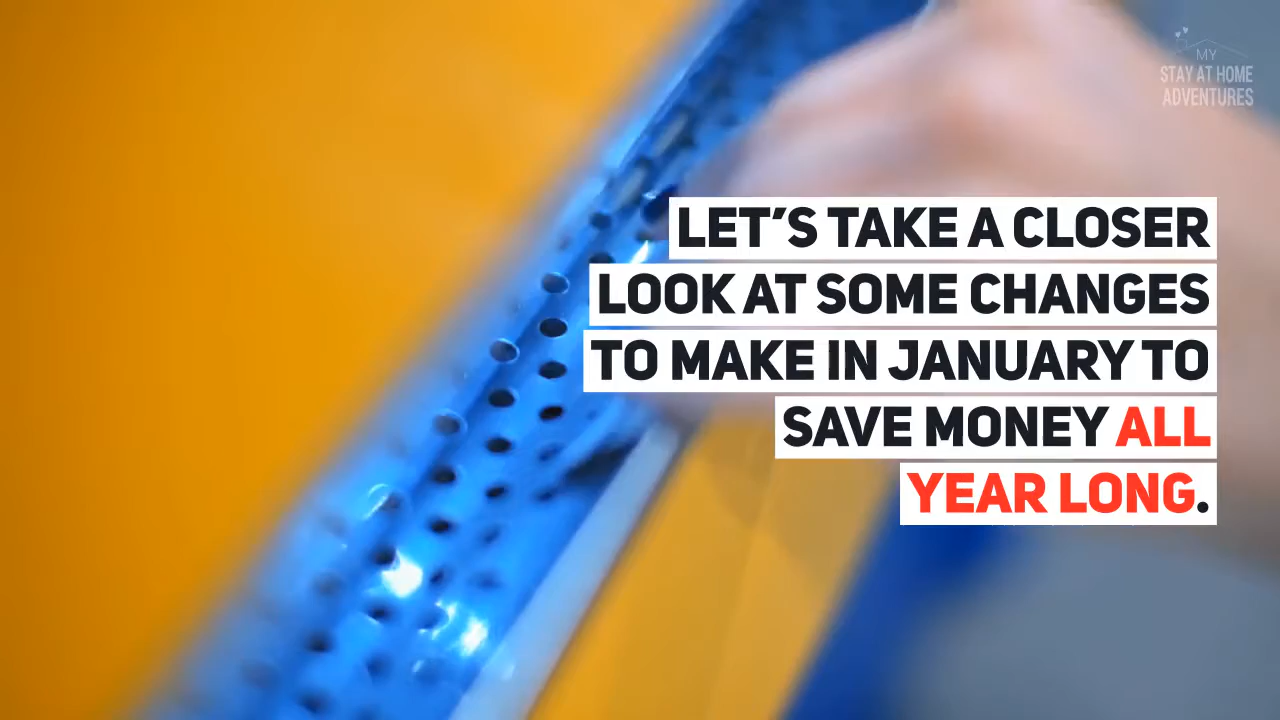 MY
STAY AT HOME
ADVENTURES
LET'S TAKE A CLOSER
LOOK AT SOME CHANGES
TO MAKE IN JANUARY TO
SAVE MONEY ALL
YEAR LONG.